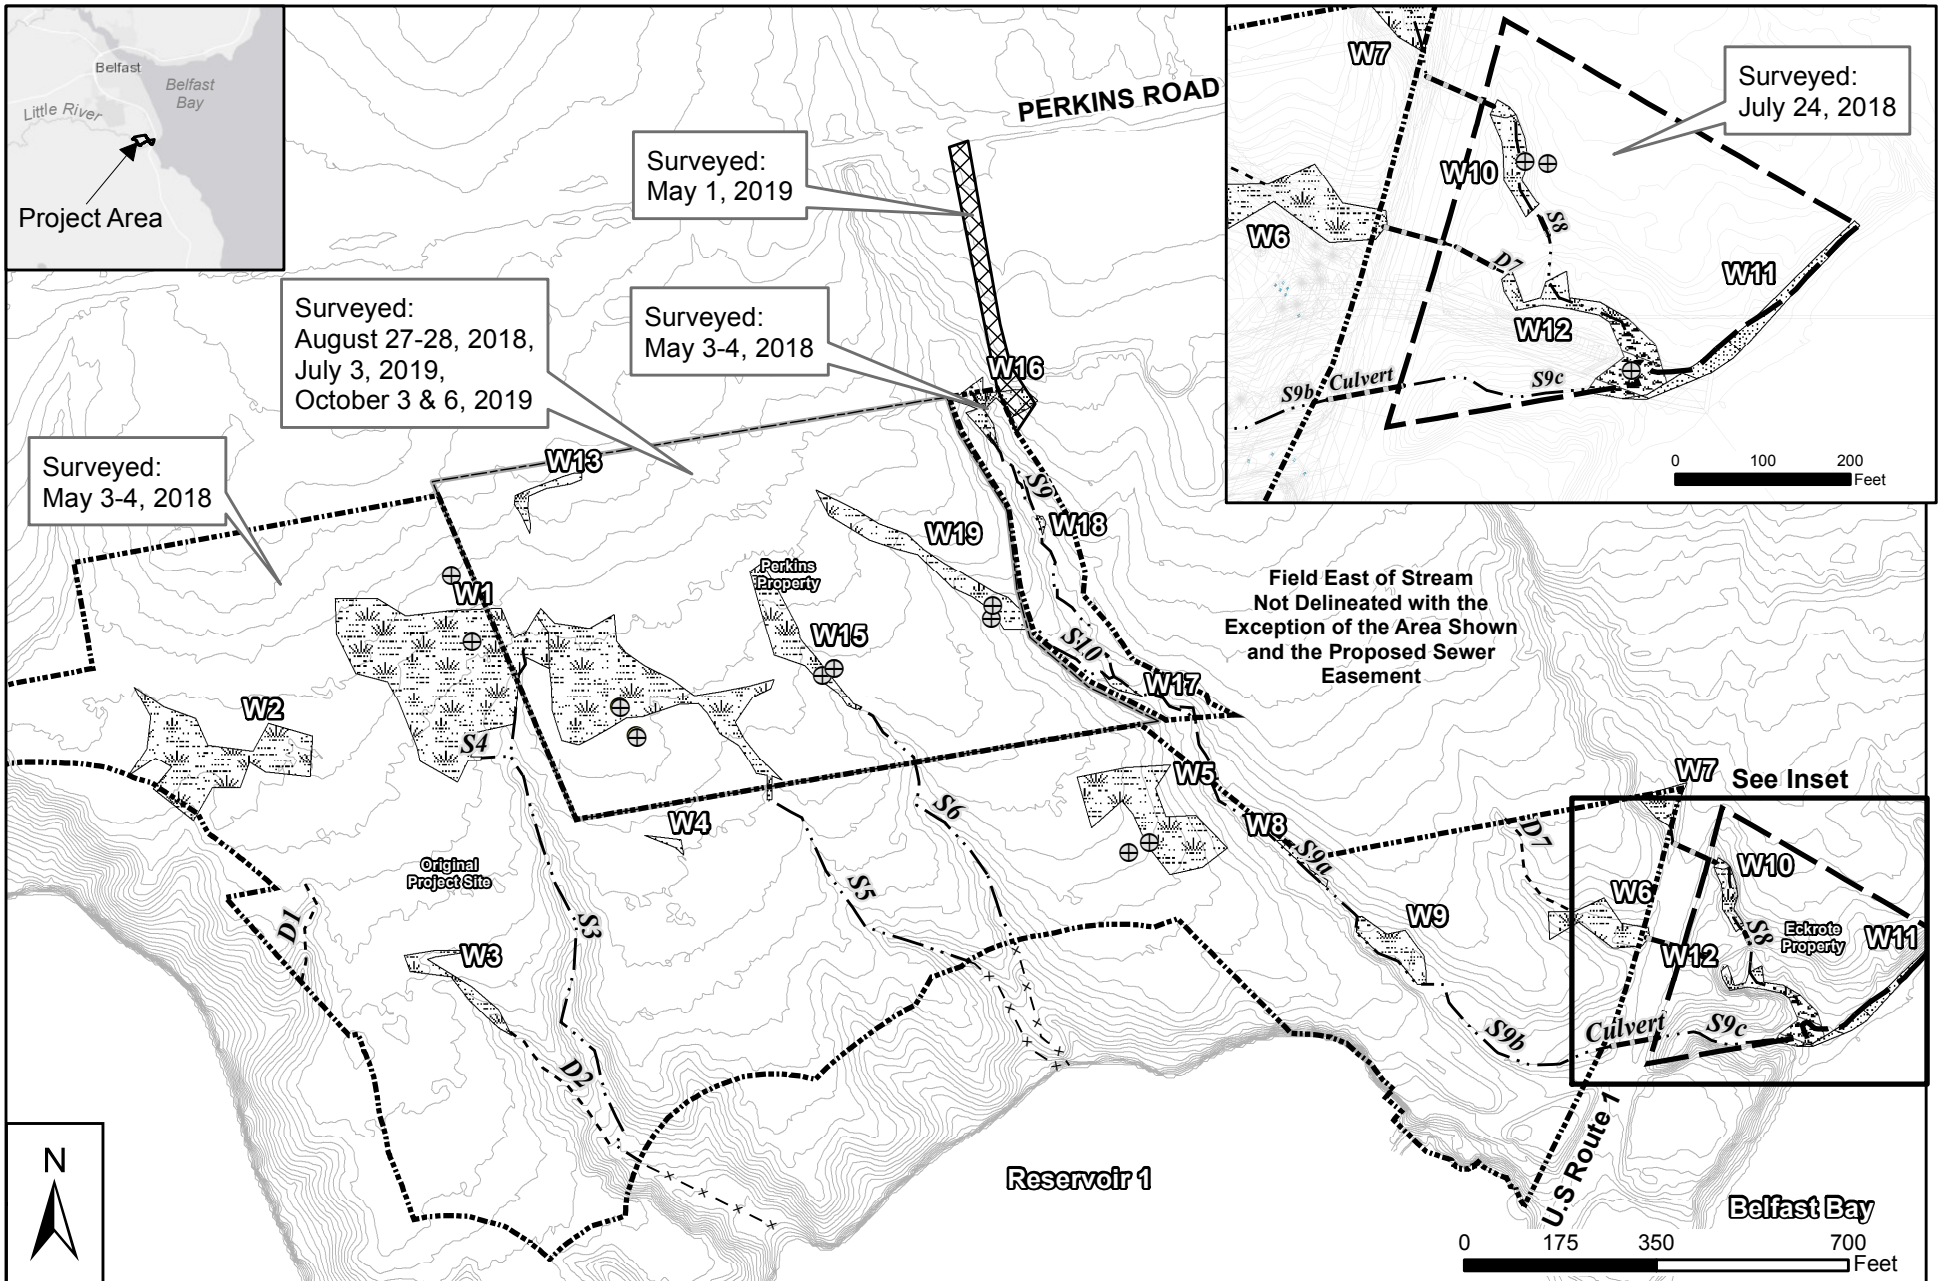 Belfast
Belfast
Bay
Little River
Project Area
PERKINS ROAD
Surveyed:
May 1, 2019
Surveyed:
August 27-28, 2018,
July 3, 2019,
October 3 & 6, 2019
Surveyed:
May 3-4, 2018
Surveyed:
May 3-4, 2018
W7
Surveyed:
July 24, 2018
W10
S8
W6
D7
W11
W12
S9b
Culvert
S9c
0 100 200
Feet
W16
W13
S9
W18
W19
Perkins
Property
W1
W15
S10
W17
W2
S4
Field East of Stream
Not Delineated with the
Exception of the Area Shown
and the Proposed Sewer
Easement
W5
W7
See Inset
S6
W4
W8
S9a
D7
W10
Original
Project Site
S5
W6
D1
S3
W9
S8
Eckrote
Property
W11
W3
W12
S9b
Culvert
S9c
D2
U.S Route 1
N
Reservoir 1
Belfast Bay
0 175 350 700
Feet